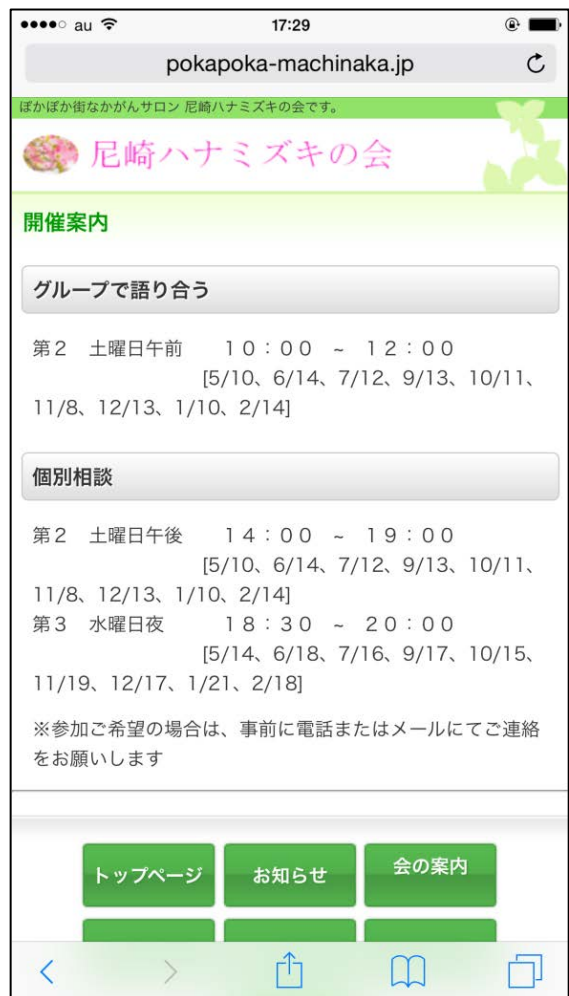 au 17:29
pokapoka-machinaka.jp
ぽかぽか街なかがんサロン 尼崎ハナミズキの会です。
尼崎ハナミズキの会
開催案内
グループで語り合う
第２　土曜日午前　　１０：００　~　１２：００
[5/10、6/14、7/12、9/13、10/11、
11/8、12/13、1/10、2/14]
個別相談
第２　土曜日午後　　１４：００　~　１９：００
[5/10、6/14、7/12、9/13、10/11、
11/8、12/13、1/10、2/14]
第３　水曜日夜　　　１８：３０　~　２０：００
[5/14、6/18、7/16、9/17、10/15、
11/19、12/17、1/21、2/18]
※参加ご希望の場合は、事前に電話またはメールにてご連絡
をお願いします
トップページ お知らせ 会の案内